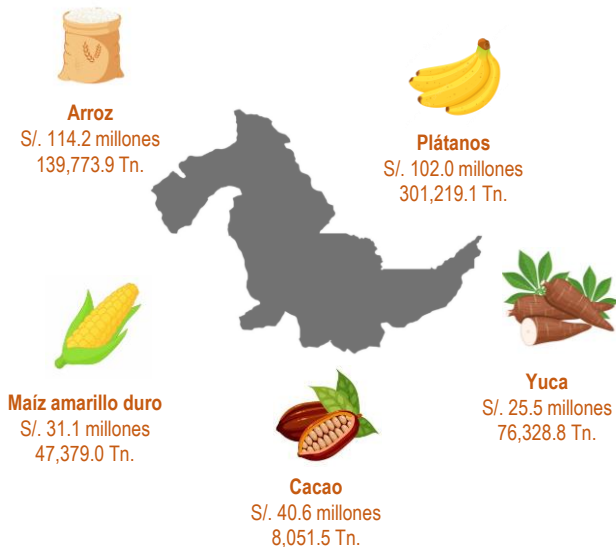 Arroz
S/. 114.2 millones
139,773.9 Tn.
Plátanos
S/. 102.0 millones
301,219.1 Tn.
Maíz amarillo duro
S/. 31.1 millones
47,379.0 Tn.
Yuca
S/. 25.5 millones
76,328.8 Tn.
Cacao
S/. 40.6 millones
8,051.5 Tn.